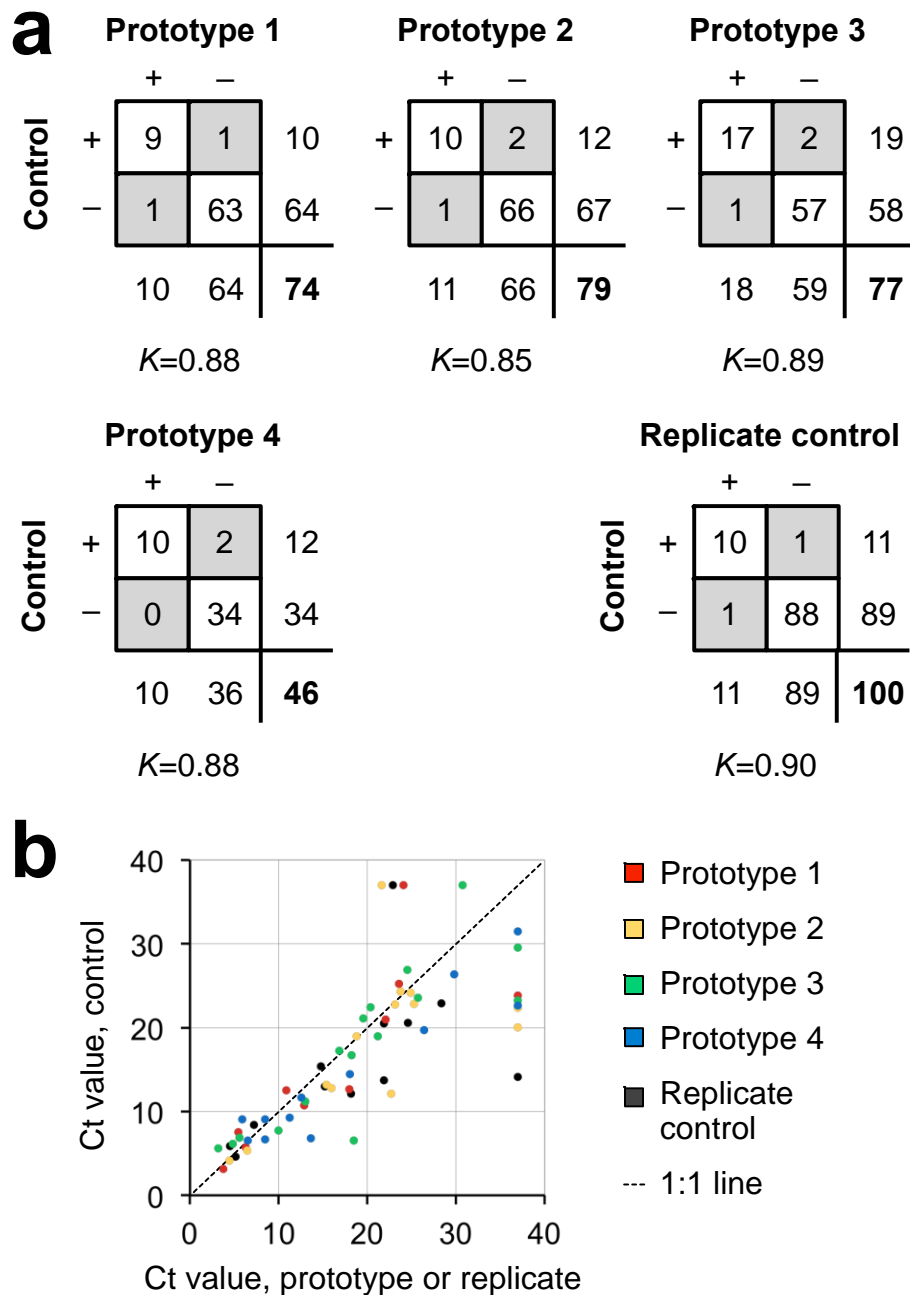 a
Prototype 1 Prototype 2 Prototype 3
+ – + – + –
Control + 9 1 10 + 10 2 12 + 17 2 19
– 1 63 64 – 1 66 67 – 1 57 58
10 64 74 11 66 79 18 59 77
K=0.88 K=0.85 K=0.89
Prototype 4 Replicate control
+ – + –
Control + 10 2 12 Control + 10 1 11
– 0 34 34 – 1 88 89
10 36 46 11 89 100
K=0.88 K=0.90
b
Ct value, control
40
30
20
10
0
0 10 20 30 40
Ct value, prototype or replicate
Prototype 1
Prototype 2
Prototype 3
Prototype 4
Replicate
control
1:1 line